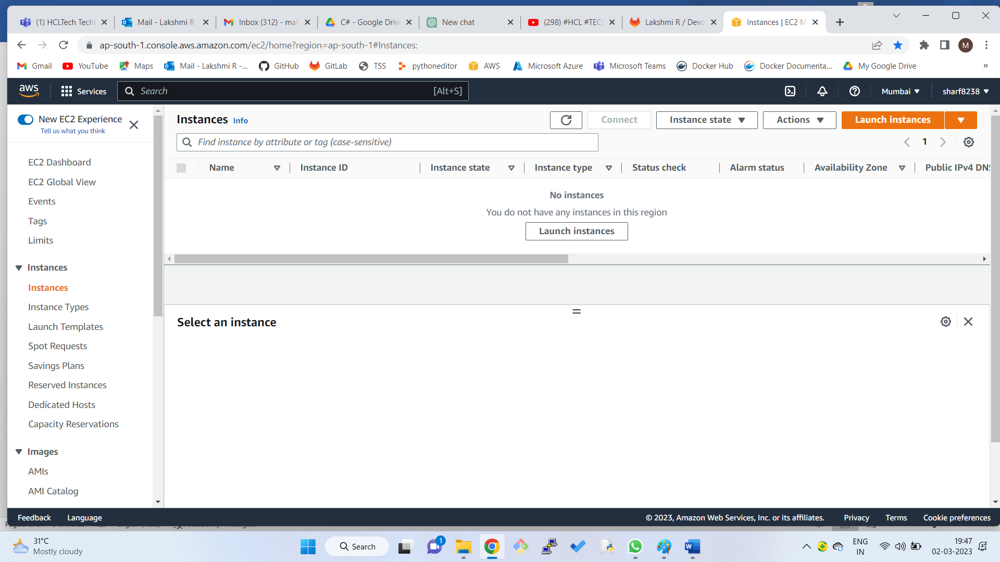 (1) HCLTech Tech
Mail - Lakshmi R
Inbox (312) - mah
C# - Google Drive
New chat
(298) #HCL #TECH
Lakshmi R / Devo
Instances | EC2 M
ap-south-1.console.aws.amazon.com/ec2/home?region=ap-south-1#Instances:
M
Gmail
YouTube
Maps
Mail - Lakshmi R -...
GitHub
GitLab
TSS
pythoneditor
AWS
Microsoft Azure
Microsoft Teams
Docker Hub
Docker Documenta...
My Google Drive
»
aws
Services
Search
[Alt+S]
Mumbai
sharf8238
New EC2 Experience
Tell us what you think
EC2 Dashboard
EC2 Global View
Events
Tags
Limits
Instances
Instances
Instance Types
Launch Templates
Spot Requests
Savings Plans
Reserved Instances
Dedicated Hosts
Capacity Reservations
Images
AMIs
AMI Catalog
Instances Info
Connect
Instance state
Actions
Launch instances
Find instance by attribute or tag (case-sensitive)
1
Name
Instance ID
Instance state
Instance type
Status check
Alarm status
Availability Zone
Public IPv4 DNS
No instances
You do not have any instances in this region
Launch instances
Select an instance
Feedback
Language
© 2023, Amazon Web Services, Inc. or its affiliates.
Privacy
Terms
Cookie preferences
31°C
Mostly cloudy
Search
1
ENG
IN
19:47
02-03-2023